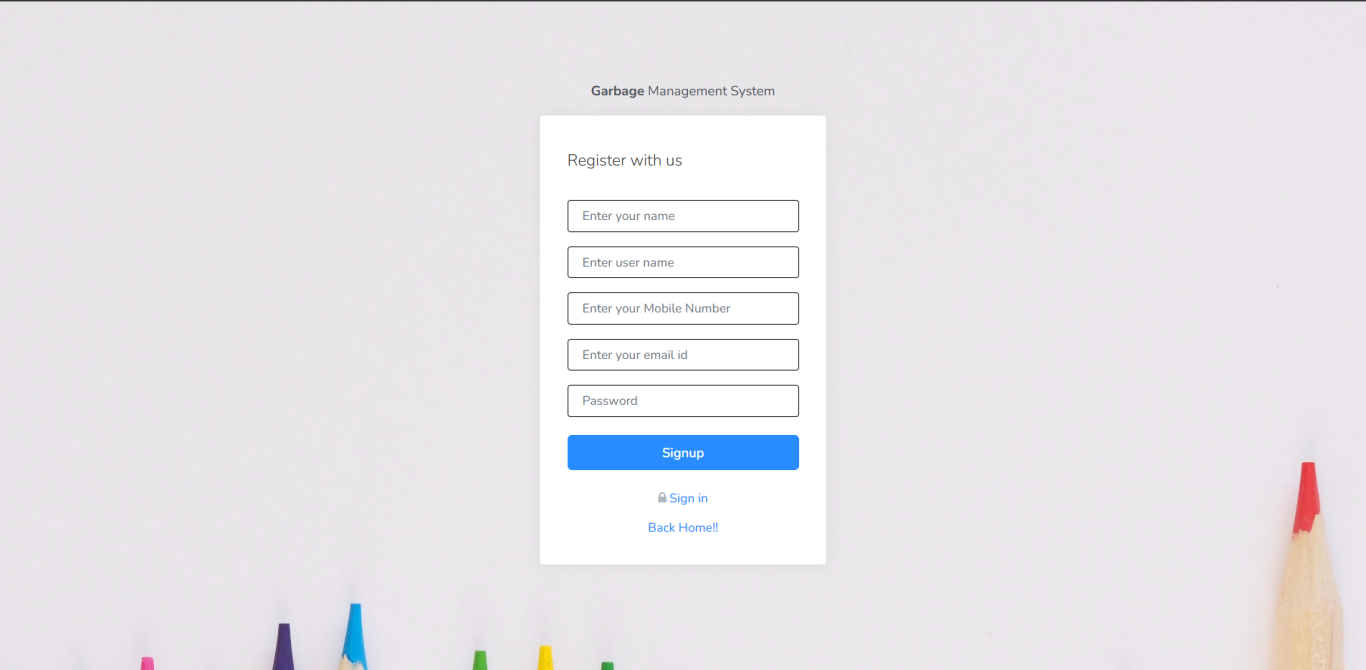 Garbage Management System
Register with us
Enter your name
Enter user name
Enter your Mobile Number
Enter your email id
Password
Signup
Sign in
Back Home!!